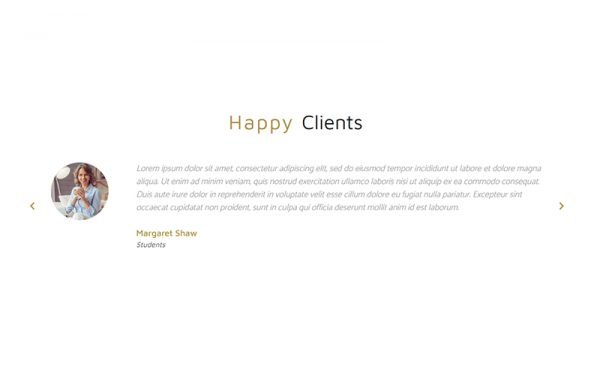 Happy Clients
Lorem ipsum dolor sit amet, consectetur adipiscing elit, sed do eiusmod tempor incididunt ut labore et dolore magna
aliqua. Ut enim ad minim veniam, quis nostrud exercitation ullamco laboris nisi ut aliquip ex ea commodo consequat.
Duis aute irure dolor in reprehenderit in voluptate velit esse cillum dolore eu fugiat nulla pariatur. Excepteur sint
occaecat cupidatat non proident, sunt in culpa qui officia deserunt mollit anim id est laborum.
Margaret Shaw
Students